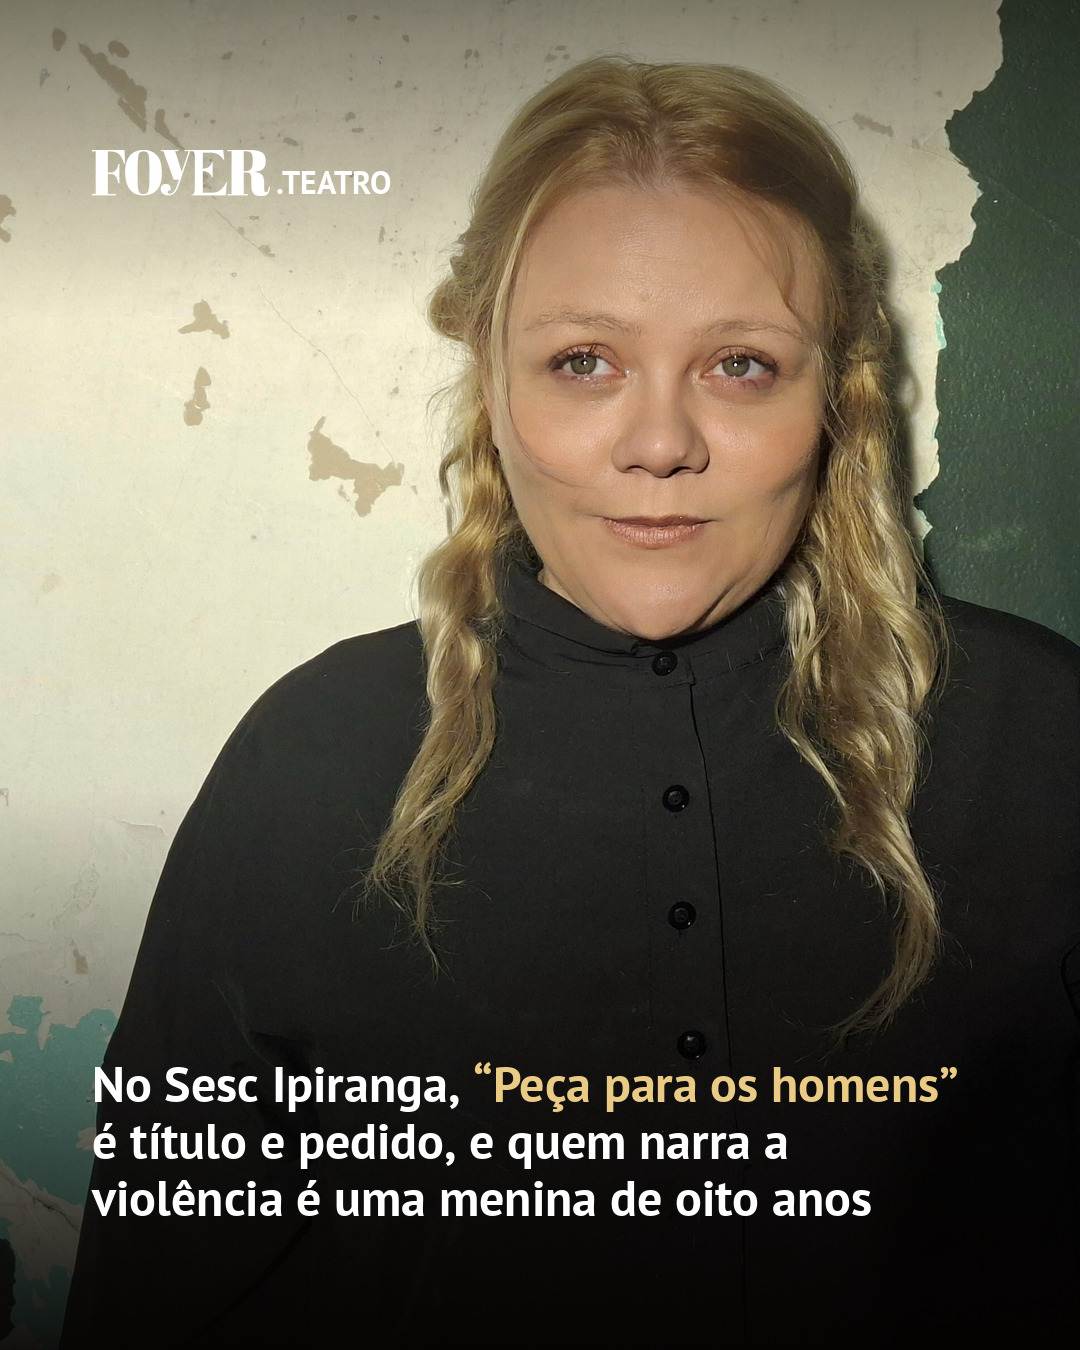 FOYER.TEATRO
No Sesc Ipiranga, “Peça para os homens”
é título e pedido, e quem narra a
violência é uma menina de oito anos